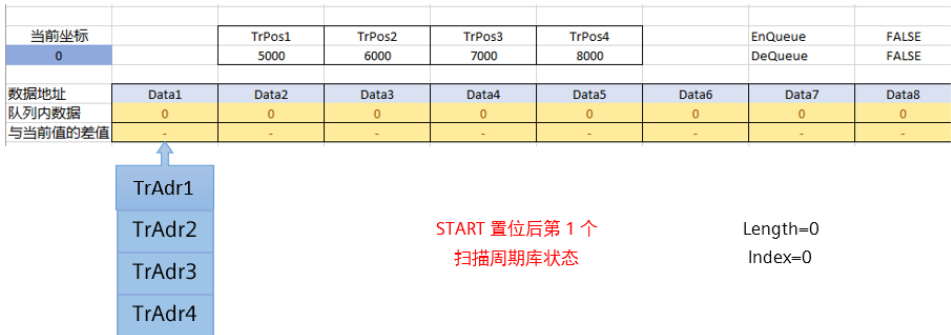 当前坐标 TrPos1 TrPos2 TrPos3 TrPos4 EnQueue FALSE
0 5000 6000 7000 8000 DeQueue FALSE
数据地址 Data1 Data2 Data3 Data4 Data5 Data6 Data7 Data8
队列内数据 0 0 0 0 0 0 0 0
与当前值的差值 - - - - - - - -
TrAdr1
TrAdr2
TrAdr3
TrAdr4
START 置位后第 1 个
扫描周期库状态
Length=0
Index=0